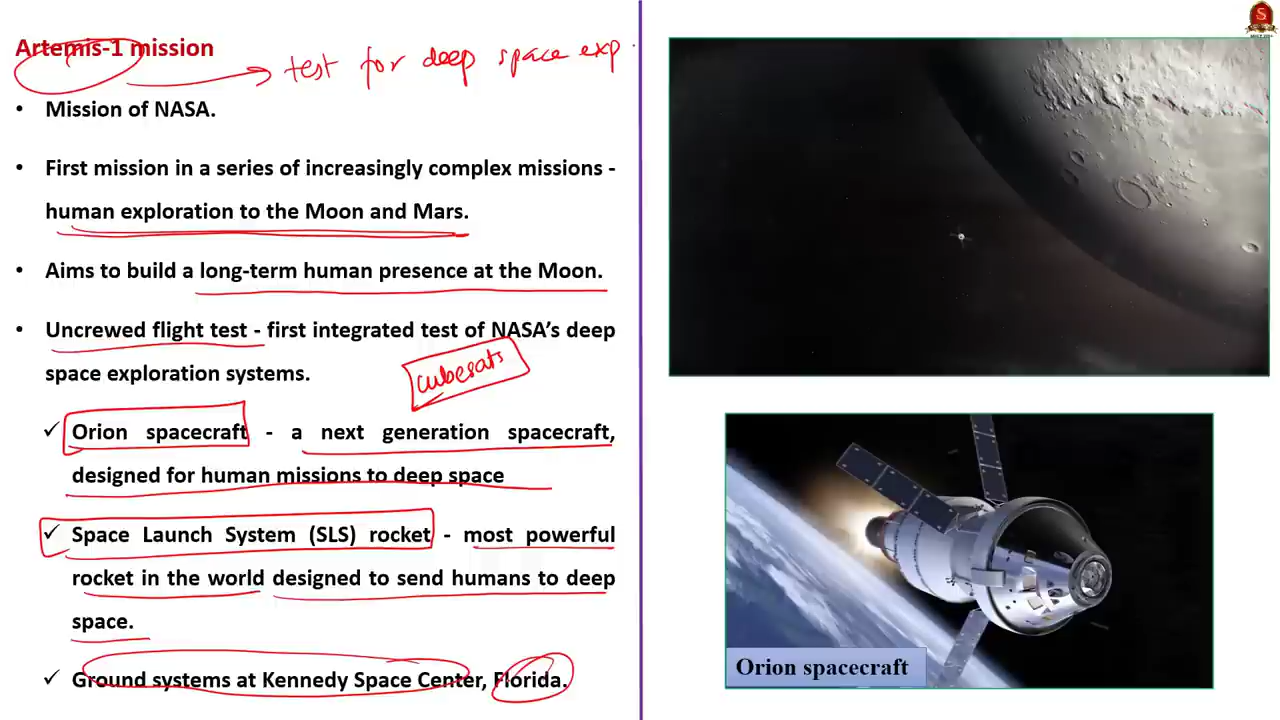 Artemis-1 mission
test for deep space exp
• Mission of NASA.
• First mission in a series of increasingly complex missions -
human exploration to the Moon and Mars.
• Aims to build a long-term human presence at the Moon.
• Uncrewed flight test - first integrated test of NASA's deep
space exploration systems.
cubesats
✓ Orion spacecraft - a next generation spacecraft,
designed for human missions to deep space
✓ Space Launch System (SLS) rocket - most powerful
rocket in the world designed to send humans to deep
space.
✓ Ground systems at Kennedy Space Center, Florida.
Orion spacecraft